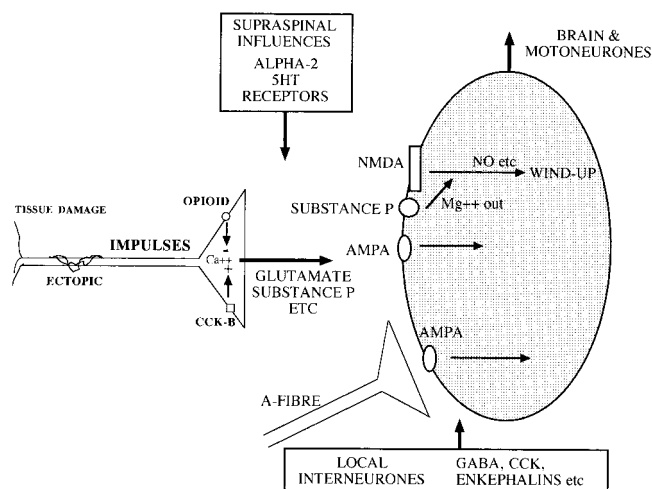 SUPRASPINAL
INFLUENCES
ALPHA-2
5HT
RECEPTORS
BRAIN &
MOTONEURONES
NMDA
NO etc
WIND-UP
SUBSTANCE P
Mg++ out
OPIOID
TISSUE DAMAGE
IMPULSES
AMPA
-
Ca++
+
ECTOPIC
GLUTAMATE
SUBSTANCE P
ETC
CCK-B
AMPA
A-FIBRE
LOCAL
INTERNEURONES
GABA, CCK,
ENKEPHALINS etc